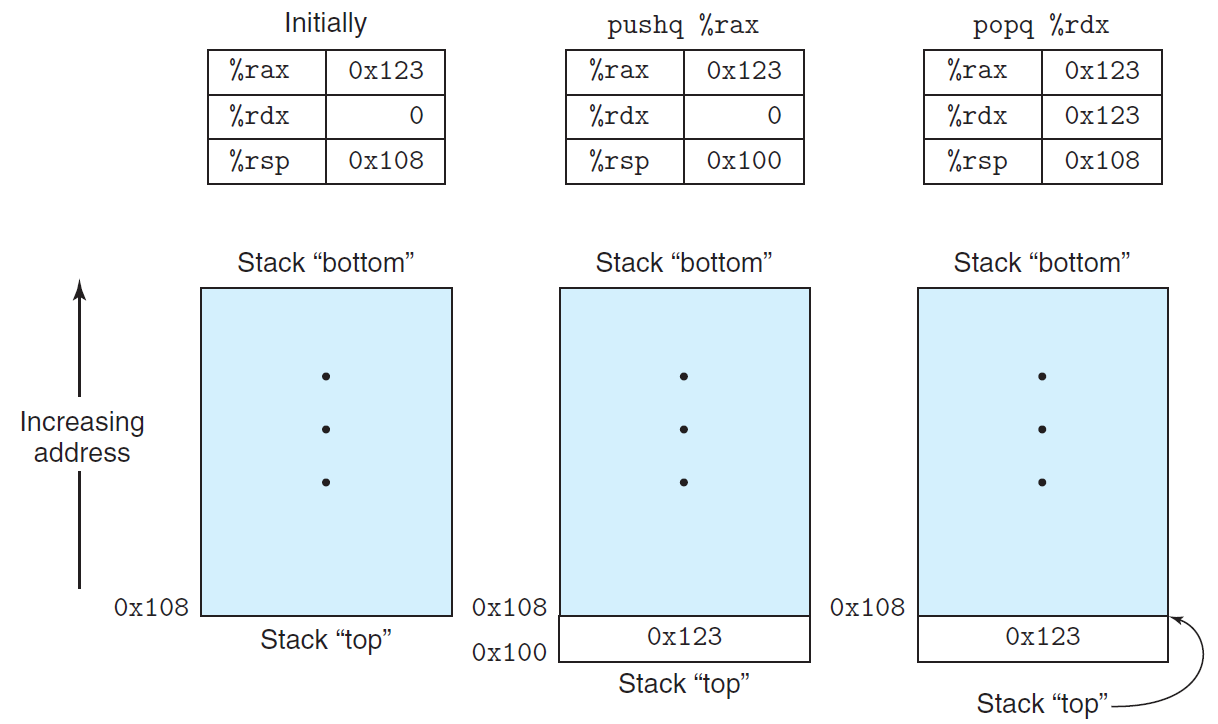 Initially
%rax 0x123
%rdx 0
%rsp 0x108
pushq %rax
%rax 0x123
%rdx 0
%rsp 0x100
popq %rdx
%rax 0x123
%rdx 0x123
%rsp 0x108
Increasing
address
Stack “bottom”
0x108
Stack “top”
Stack “bottom”
0x108
0x123
0x100
Stack “top”
Stack “bottom”
0x108
0x123
Stack “top”